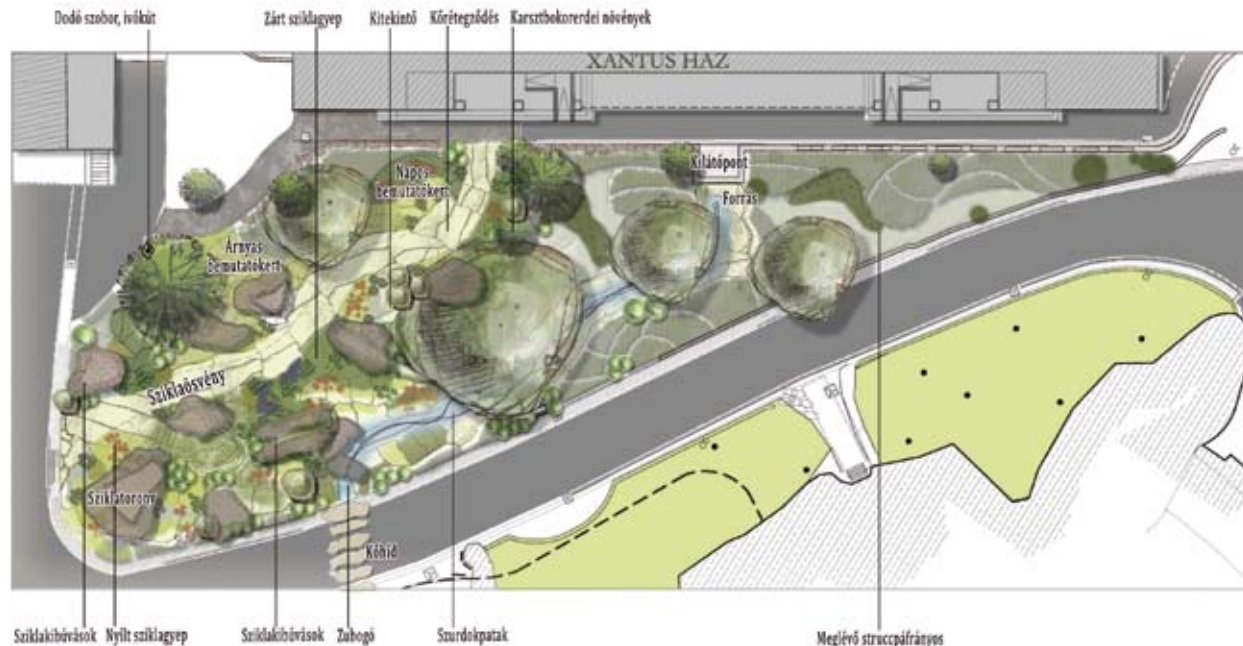 Dodó szobor, ivókút
Zárt sziklagyep
Kitekintő
Kőrétegződés
Karsztbokorerdei növények
XANTUS HÁZ
Napos
bemutatókert
Kilátópont
Forrás
Árnyas
bemutatókert
Sziklaösvény
Sziklatorony
Kőhíd
Sziklakibúvások
Nyílt sziklagyep
Sziklakibúvások
Zubogó
Szurdokpatak
Meglévő struccpáfrányos